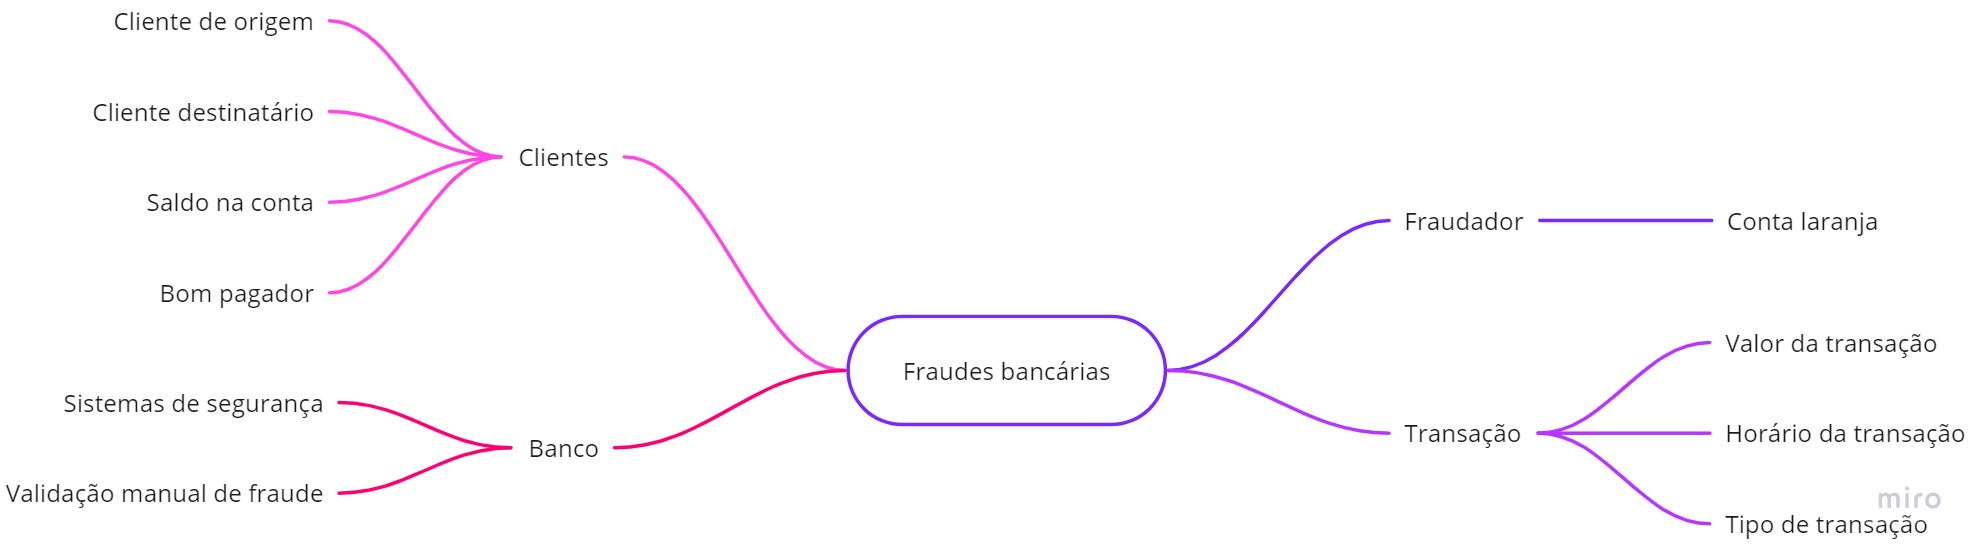 Cliente de origem
Cliente destinatário
Clientes
Saldo na conta
Bom pagador
Sistemas de segurança
Banco
Validação manual de fraude
Fraudes bancárias
Fraudador
Conta laranja
Valor da transação
Transação
Horário da transação
Tipo de transação
miro